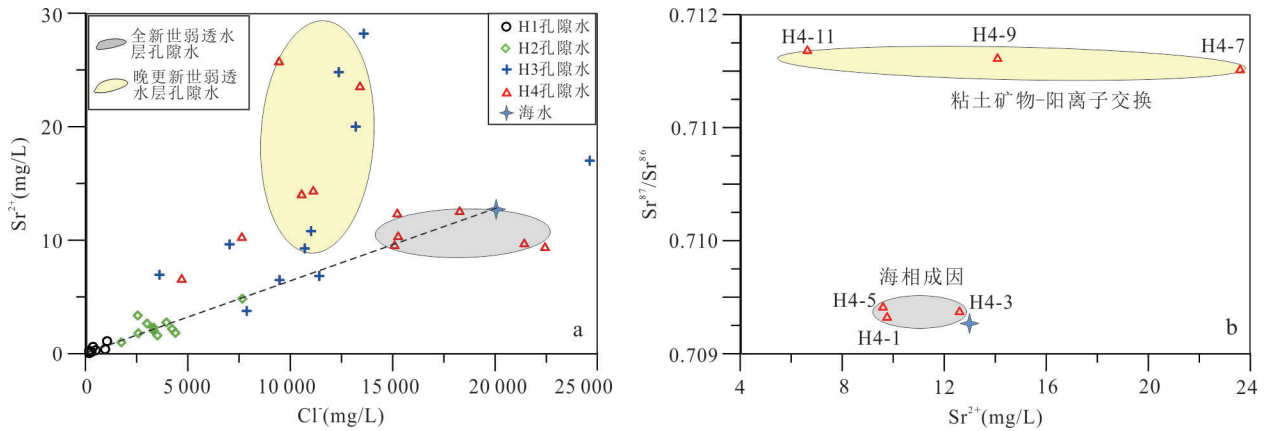 全新世弱透水
层孔隙水
晚更新世弱透
水层孔隙水
H1孔隙水
H2孔隙水
H3孔隙水
H4孔隙水
海水
30
20
10
0
Sr²⁺(mg/L)
0
5 000
10 000
15 000
20 000
25 000
Cl⁻(mg/L)
a
0.712
0.711
0.710
0.709
Sr⁸⁷/Sr⁸⁶
H4-11
H4-9
H4-7
粘土矿物-阳离子交换
海相成因
H4-5
H4-3
H4-1
b
4
8
12
16
20
24
Sr²⁺(mg/L)